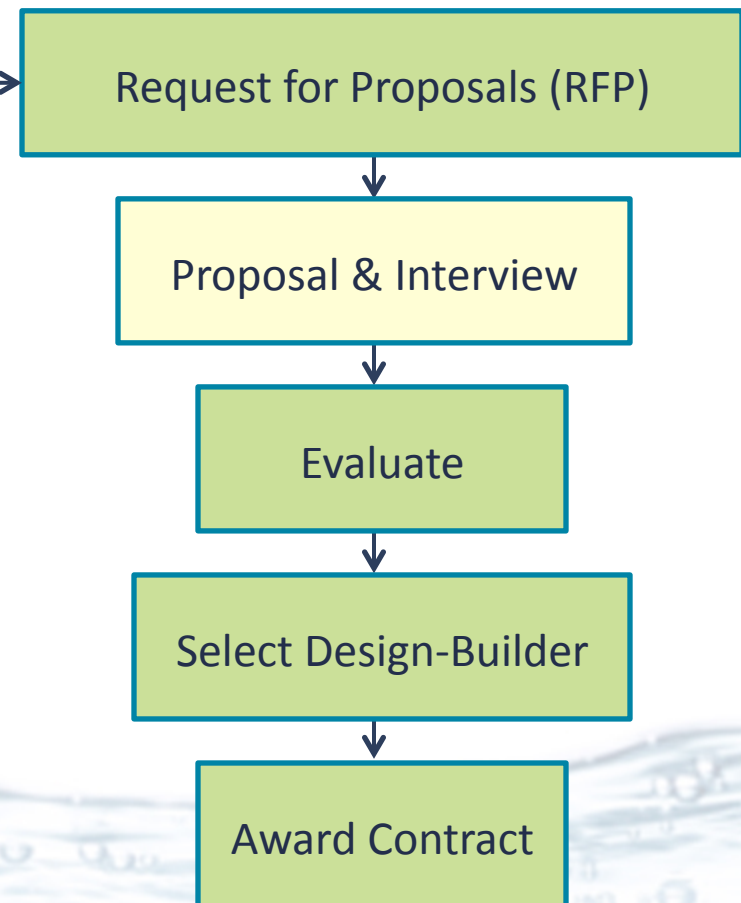 Request for Proposals (RFP)
Proposal & Interview
Evaluate
Select Design-Builder
Award Contract